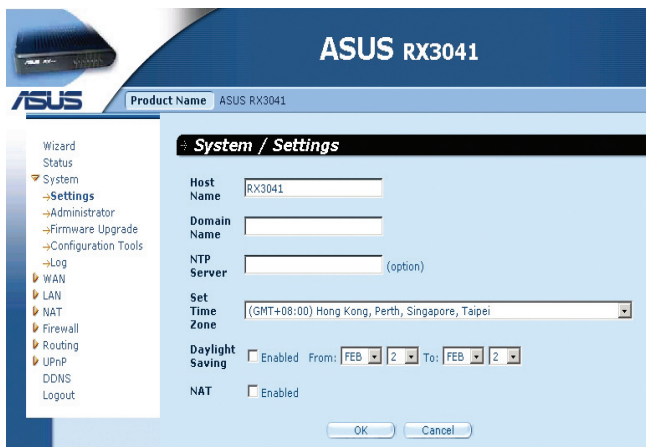 ASUS RX3041
ASUS
Product Name ASUS RX3041
Wizard
Status
System
Settings
Administrator
Firmware Upgrade
Configuration Tools
Log
WAN
LAN
NAT
Firewall
Routing
UPnP
DDNS
Logout
System / Settings
Host Name RX3041
Domain Name
NTP Server (option)
Set Time Zone (GMT+08:00) Hong Kong, Perth, Singapore, Taipei
Daylight Saving Enabled From: FEB 2 To: FEB 2
NAT Enabled
OK Cancel